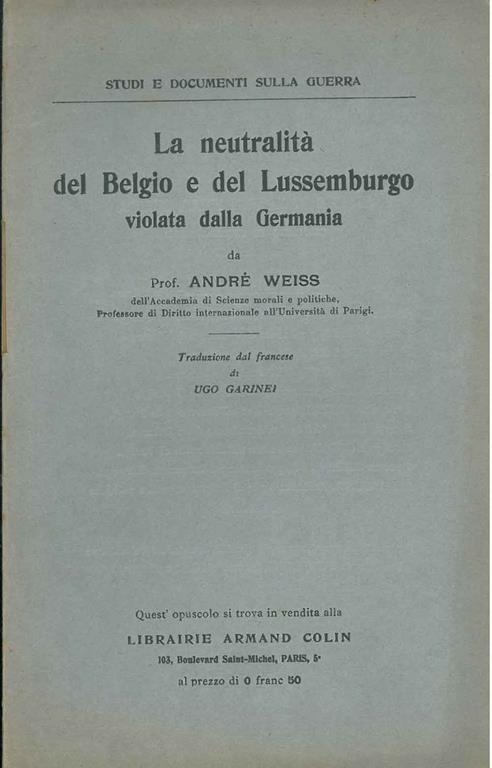 STUDI E DOCUMENTI SULLA GUERRA
La neutralità
del Belgio e del Lussemburgo
violata dalla Germania
da
Prof. ANDRÉ WEISS
dell'Accademia di Scienze morali e politiche,
Professore di Diritto internazionale all'Università di Parigi.
Traduzione dal francese
di
UGO GARINEI
Quest' opuscolo si trova in vendita alla
LIBRAIRIE ARMAND COLIN
103, Boulevard Saint-Michel, PARIS, 5e
al prezzo di 0 franc 50